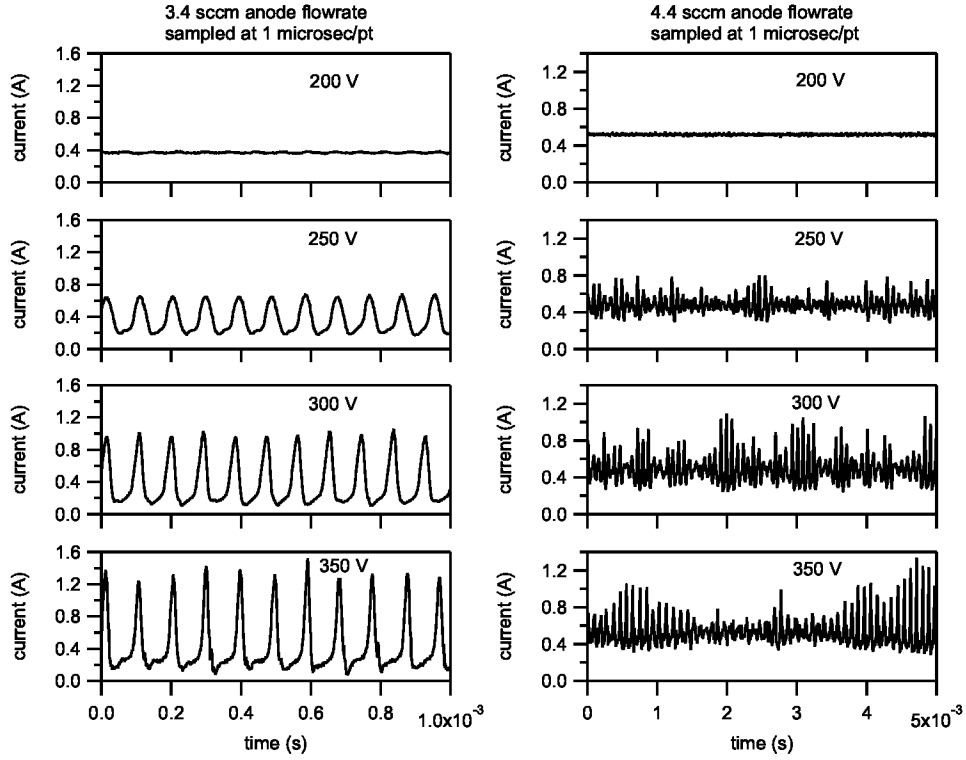 3.4 sccm anode flowrate
sampled at 1 microsec/pt
1.6
1.2
0.8
0.4
0.0
current (A)
200 V
1.6
1.2
0.8
0.4
0.0
current (A)
250 V
1.6
1.2
0.8
0.4
0.0
current (A)
300 V
1.6
1.2
0.8
0.4
0.0
current (A)
350 V
0.0 0.2 0.4 0.6 0.8 1.0x10-3
time (s)
4.4 sccm anode flowrate
sampled at 1 microsec/pt
1.2
0.8
0.4
0.0
current (A)
200 V
1.2
0.8
0.4
0.0
current (A)
250 V
1.2
0.8
0.4
0.0
current (A)
300 V
1.2
0.8
0.4
0.0
current (A)
350 V
0 1 2 3 4 5x10-3
time (s)